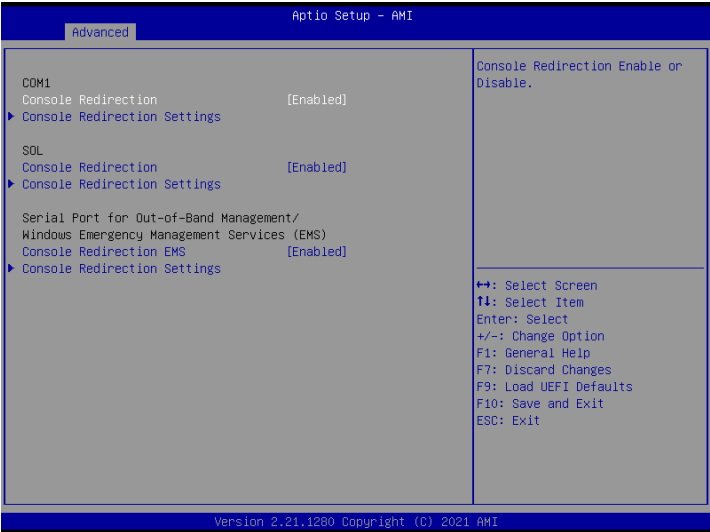 Aptio Setup – AMI
Advanced
COM1
Console Redirection [Enabled]
Console Redirection Settings
SOL
Console Redirection [Enabled]
Console Redirection Settings
Serial Port for Out-of-Band Management/
Windows Emergency Management Services (EMS)
Console Redirection EMS [Enabled]
Console Redirection Settings
Console Redirection Enable or
Disable.
↔: Select Screen
↑↓: Select Item
Enter: Select
+/-: Change Option
F1: General Help
F7: Discard Changes
F9: Load UEFI Defaults
F10: Save and Exit
ESC: Exit
Version 2.21.1280 Copyright (C) 2021 AMI